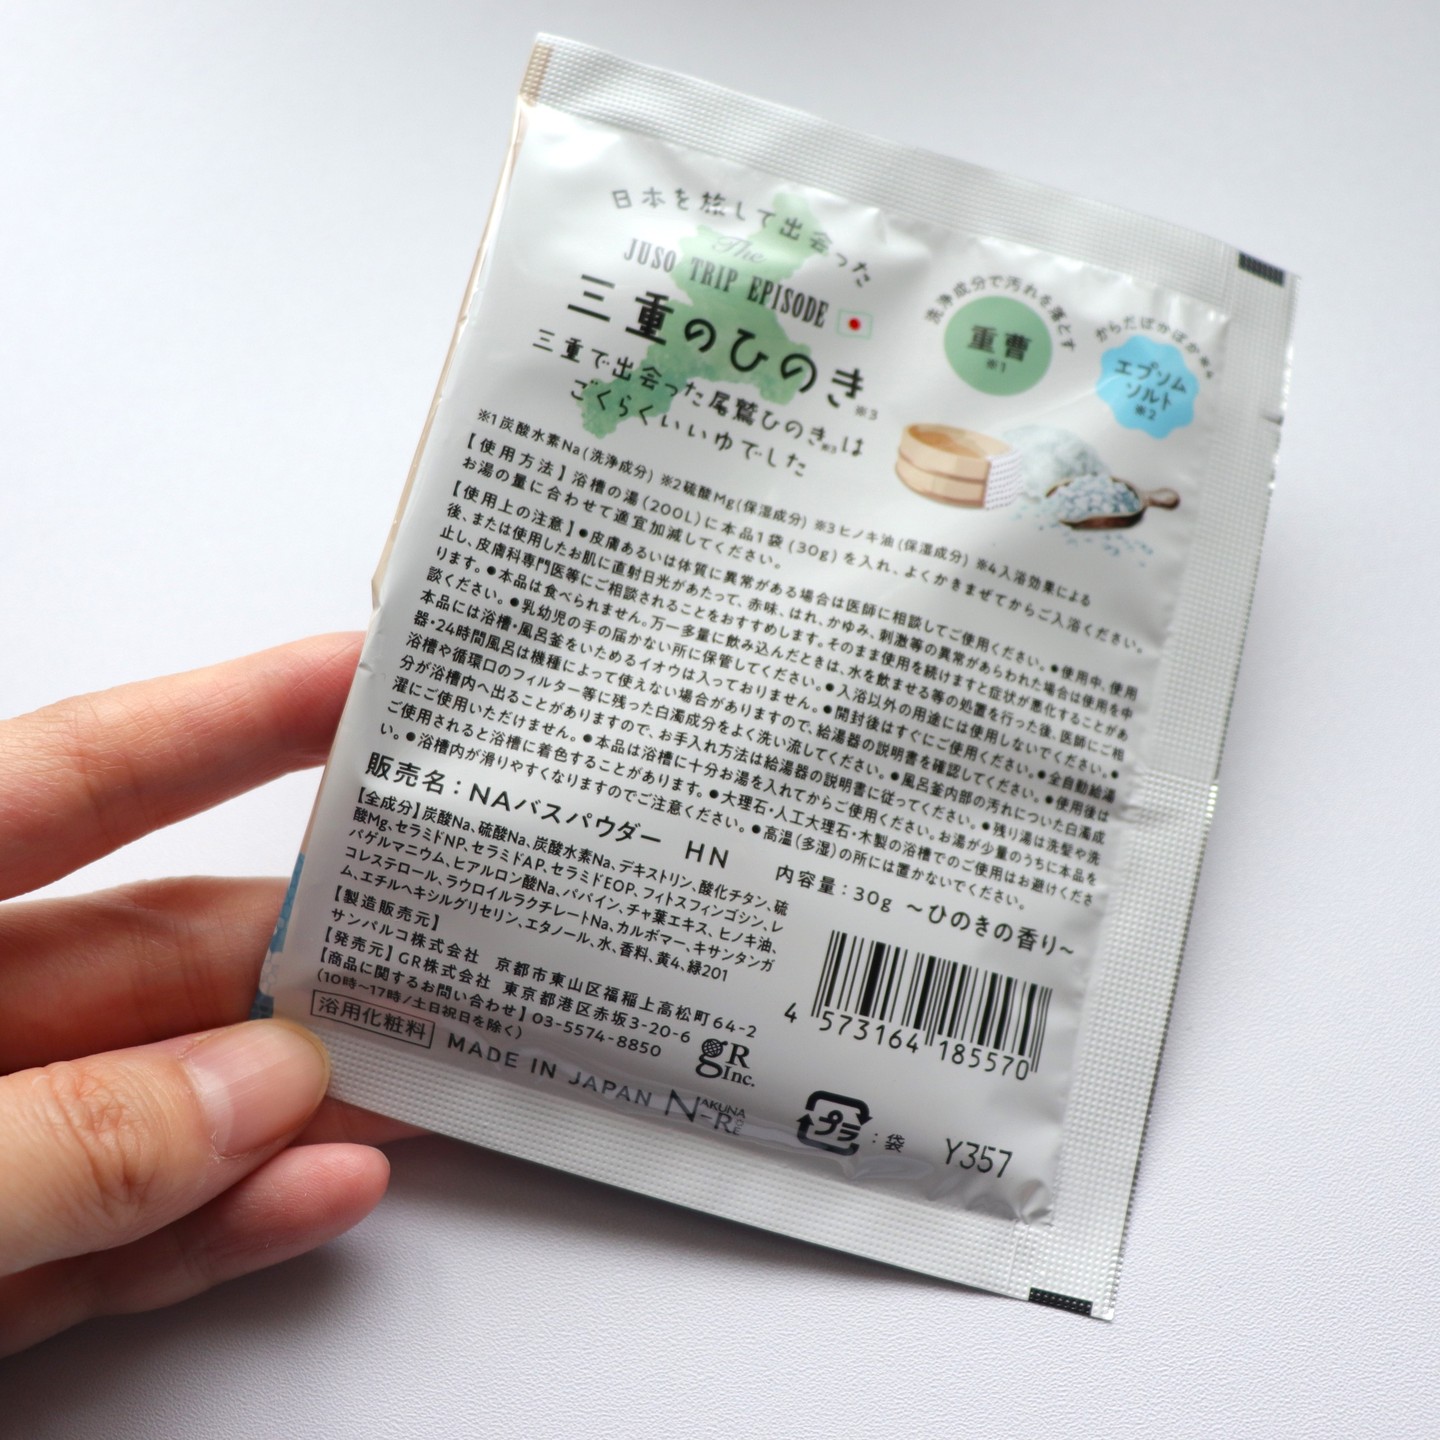 日本を旅して出会った
The
JUSO TRIP EPISODE
三重のひのき※3
三重で出会った尾鷲ひのき※3は
ごくらくいいゆでした
洗浄成分で汚れを落とす
重曹
※1
からだぽかぽか※4
エプソム
ソルト
※2
※1炭酸水素Na(洗浄成分) ※2硫酸Mg(保湿成分) ※3ヒノキ油(保湿成分) ※4入浴効果による
【使用方法】浴槽の湯(200L)に本品1袋(30g)を入れ、よくかきまぜてからご入浴ください。
お湯の量に合わせて適宜加減してください。
【使用上の注意】●皮膚あるいは体質に異常がある場合は医師に相談してご使用ください。●使用中、使用
後、または使用したお肌に直射日光があたって、赤味、はれ、かゆみ、刺激等の異常があらわれた場合は使用を中
止し、皮膚科専門医等にご相談されることをおすすめします。そのまま使用を続けますと症状が悪化することがあ
ります。●本品は食べられません。万一多量に飲み込んだときは、水を飲ませる等の処置を行った後、医師にご相
談ください。●乳幼児の手の届かない所に保管してください。●入浴以外の用途には使用しないでください。●
本品には浴槽・風呂釜をいためるイオウは入っておりません。●開封後はすぐにご使用ください。●全自動給湯
器・24時間風呂は機種によって使えない場合がありますので、給湯器の説明書を確認してください。●使用後は
浴槽や循環口のフィルター等に残った白濁成分をよく洗い流してください。●風呂釜内部の汚れについた白濁成
分が浴槽内へ出ることがありますので、お手入れ方法は給湯器の説明書に従ってください。●残り湯は洗髪や洗
濯にご使用いただけません。●本品は浴槽に十分お湯を入れてからご使用ください。お湯が少量のうちに本品を
ご使用されると浴槽に着色することがあります。●大理石・人工大理石・木製の浴槽でのご使用はお避けくださ
い。●浴槽内が滑りやすくなりますのでご注意ください。●高温(多湿)の所には置かないでください。
販売名：NAバスパウダー HN
内容量：30g ～ひのきの香り～
【全成分】炭酸Na、硫酸Na、炭酸水素Na、デキストリン、酸化チタン、硫
酸Mg、セラミドNP、セラミドAP、セラミドEOP、フィトスフィンゴシン、レ
パゲルマニウム、ヒアルロン酸Na、パパイン、チャ葉エキス、ヒノキ油、
コレステロール、ラウロイルラクチレートNa、カルボマー、キサンタンガ
ム、エチルヘキシルグリセリン、エタノール、水、香料、黄4、緑201
【製造販売元】
サンパルコ株式会社 京都市東山区福稲上高松町64-2
【発売元】GR株式会社 東京都港区赤坂3-20-6
【商品に関するお問い合わせ】03-5574-8850
(10時～17時/土日祝日を除く)
浴用化粧料
MADE IN JAPAN
gR
Inc.
4 573164 185570
プラ
：袋
Y357